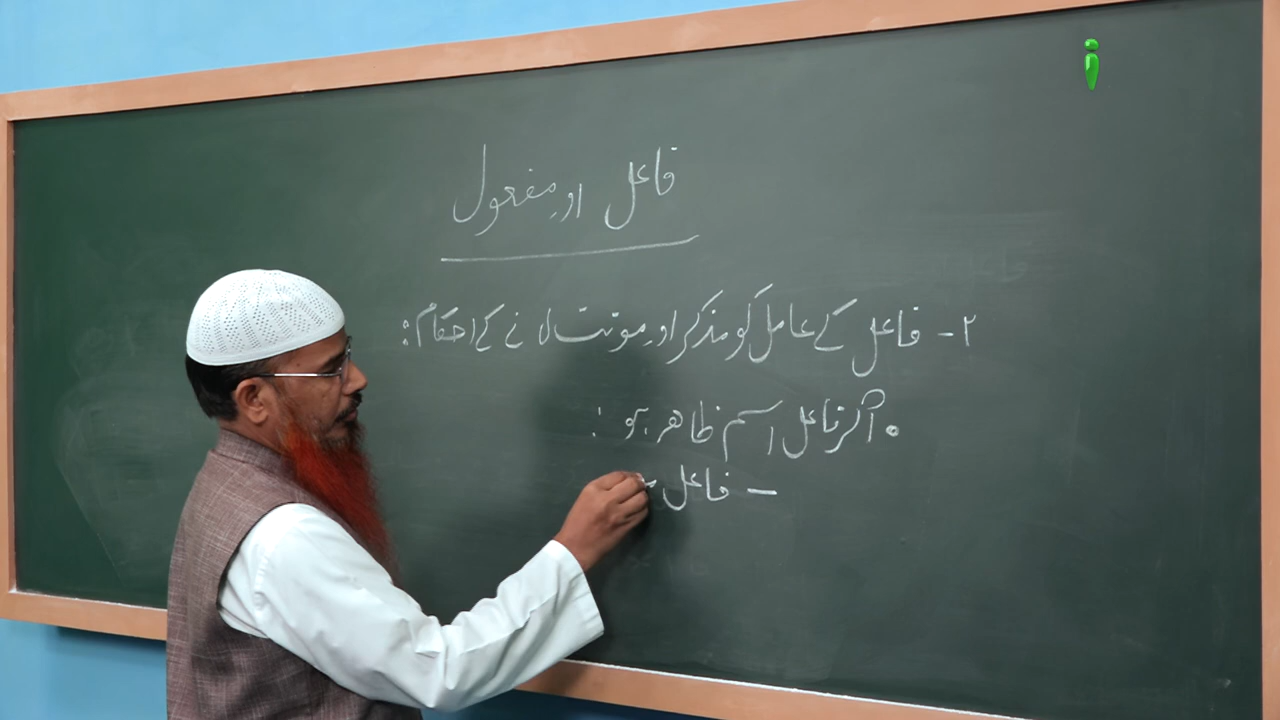 فاعل اور مفعول
۲- فاعل کے عامل کو مذکر اور مونث لانے کے احکام:
• اگر فاعل اسم ظاہر ہو:
- فاعل